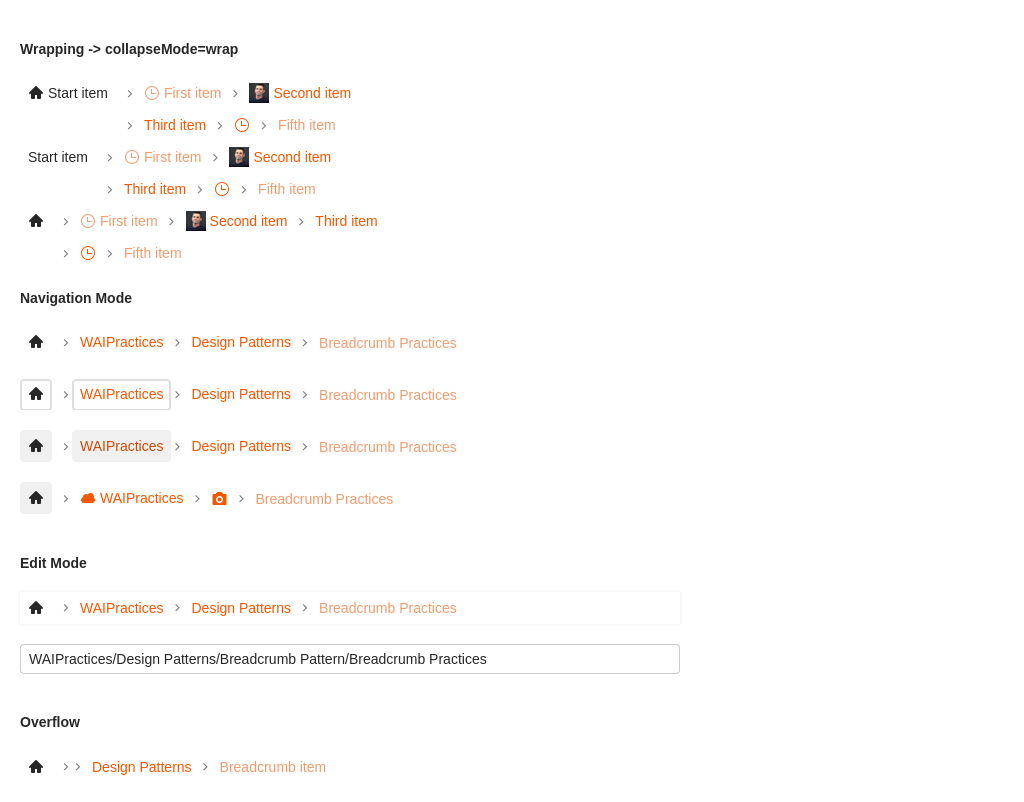 Wrapping -> collapseMode=wrap
Start item First item Second item
Third item Fifth item
Start item First item Second item
Third item Fifth item
First item Second item Third item
Fifth item
Navigation Mode
WAIPractices Design Patterns Breadcrumb Practices
WAIPractices Design Patterns Breadcrumb Practices
WAIPractices Design Patterns Breadcrumb Practices
WAIPractices Breadcrumb Practices
Edit Mode
WAIPractices Design Patterns Breadcrumb Practices
WAIPractices/Design Patterns/Breadcrumb Pattern/Breadcrumb Practices
Overflow
Design Patterns Breadcrumb item